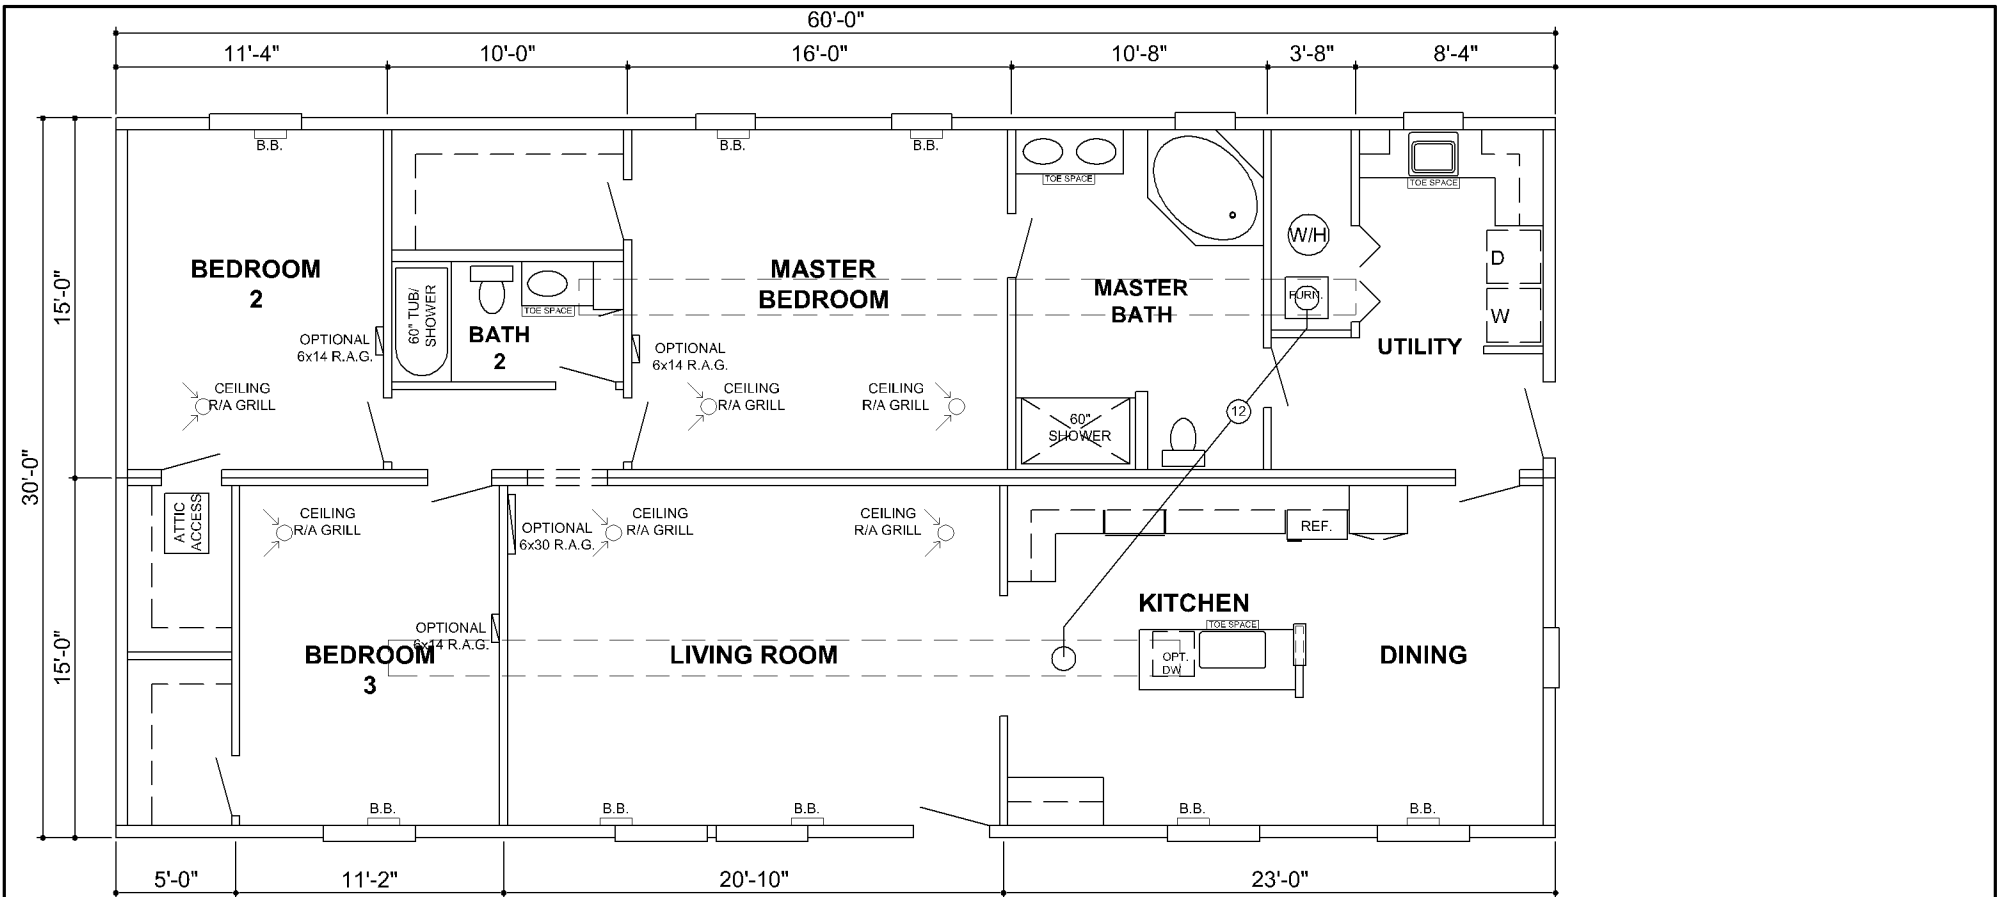 60'-0"
11'-4" 10'-0" 16'-0" 10'-8" 3'-8" 8'-4"
B.B. B.B. B.B.
TOE SPACE TOE SPACE
W/H
BEDROOM
2
MASTER
BEDROOM
MASTER
BATH
D
FURN.
W
UTILITY
60" TUB/
SHOWER
TOE SPACE
BATH
2
15'-0"
OPTIONAL
6x14 R.A.G.
OPTIONAL
6x14 R.A.G.
CEILING
R/A GRILL
CEILING
R/A GRILL
CEILING
R/A GRILL
60"
SHOWER
12
30'-0"
ATTIC
ACCESS
CEILING
R/A GRILL
OPTIONAL
6x30 R.A.G.
CEILING
R/A GRILL
CEILING
R/A GRILL
REF.
KITCHEN
TOE SPACE
OPTIONAL
6x14 R.A.G.
15'-0"
BEDROOM
3
LIVING ROOM
OPT.
DW
DINING
B.B. B.B. B.B. B.B. B.B.
5'-0" 11'-2" 20'-10" 23'-0"